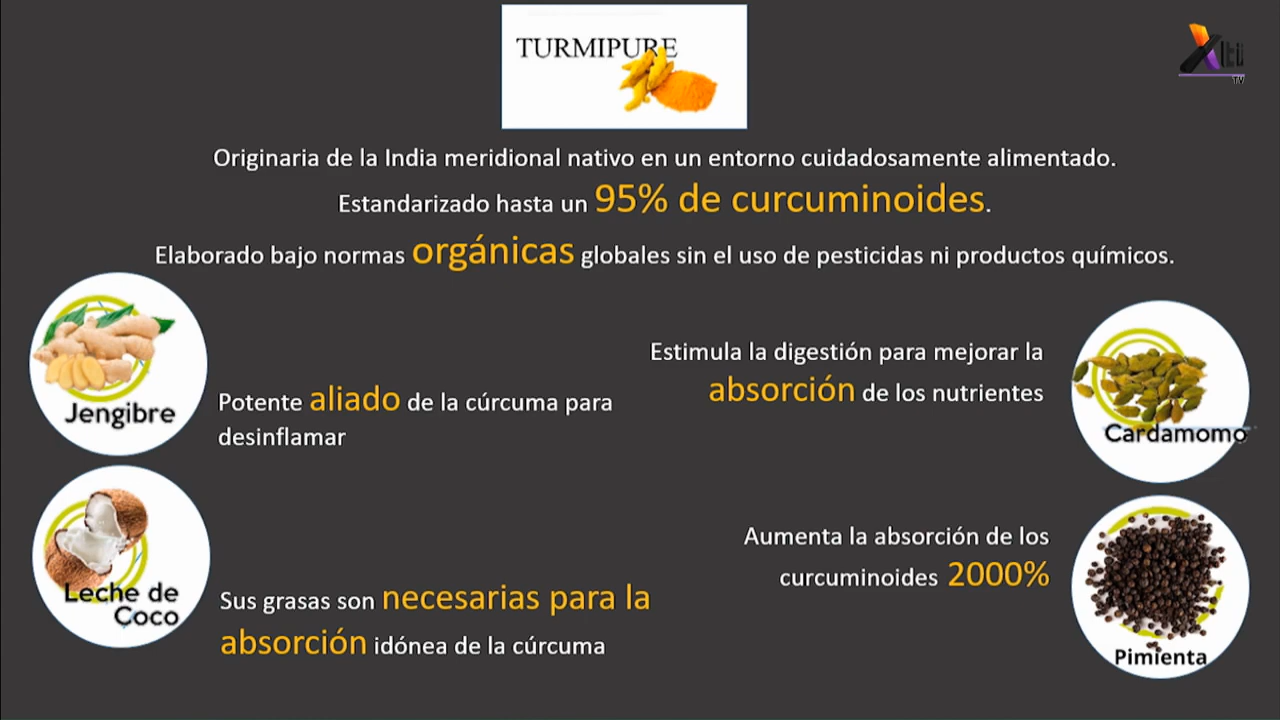 TURMIPURE
Originaria de la India meridional nativo en un entorno cuidadosamente alimentado.
Estandarizado hasta un 95% de curcuminoides.
Elaborado bajo normas orgánicas globales sin el uso de pesticidas ni productos químicos.
Jengibre
Potente aliado de la cúrcuma para
desinflamar
Leche de
Coco
Sus grasas son necesarias para la
absorción idónea de la cúrcuma
Estimula la digestión para mejorar la
absorción de los nutrientes
Cardamomo
Aumenta la absorción de los
curcuminoides 2000%
Pimienta
TV